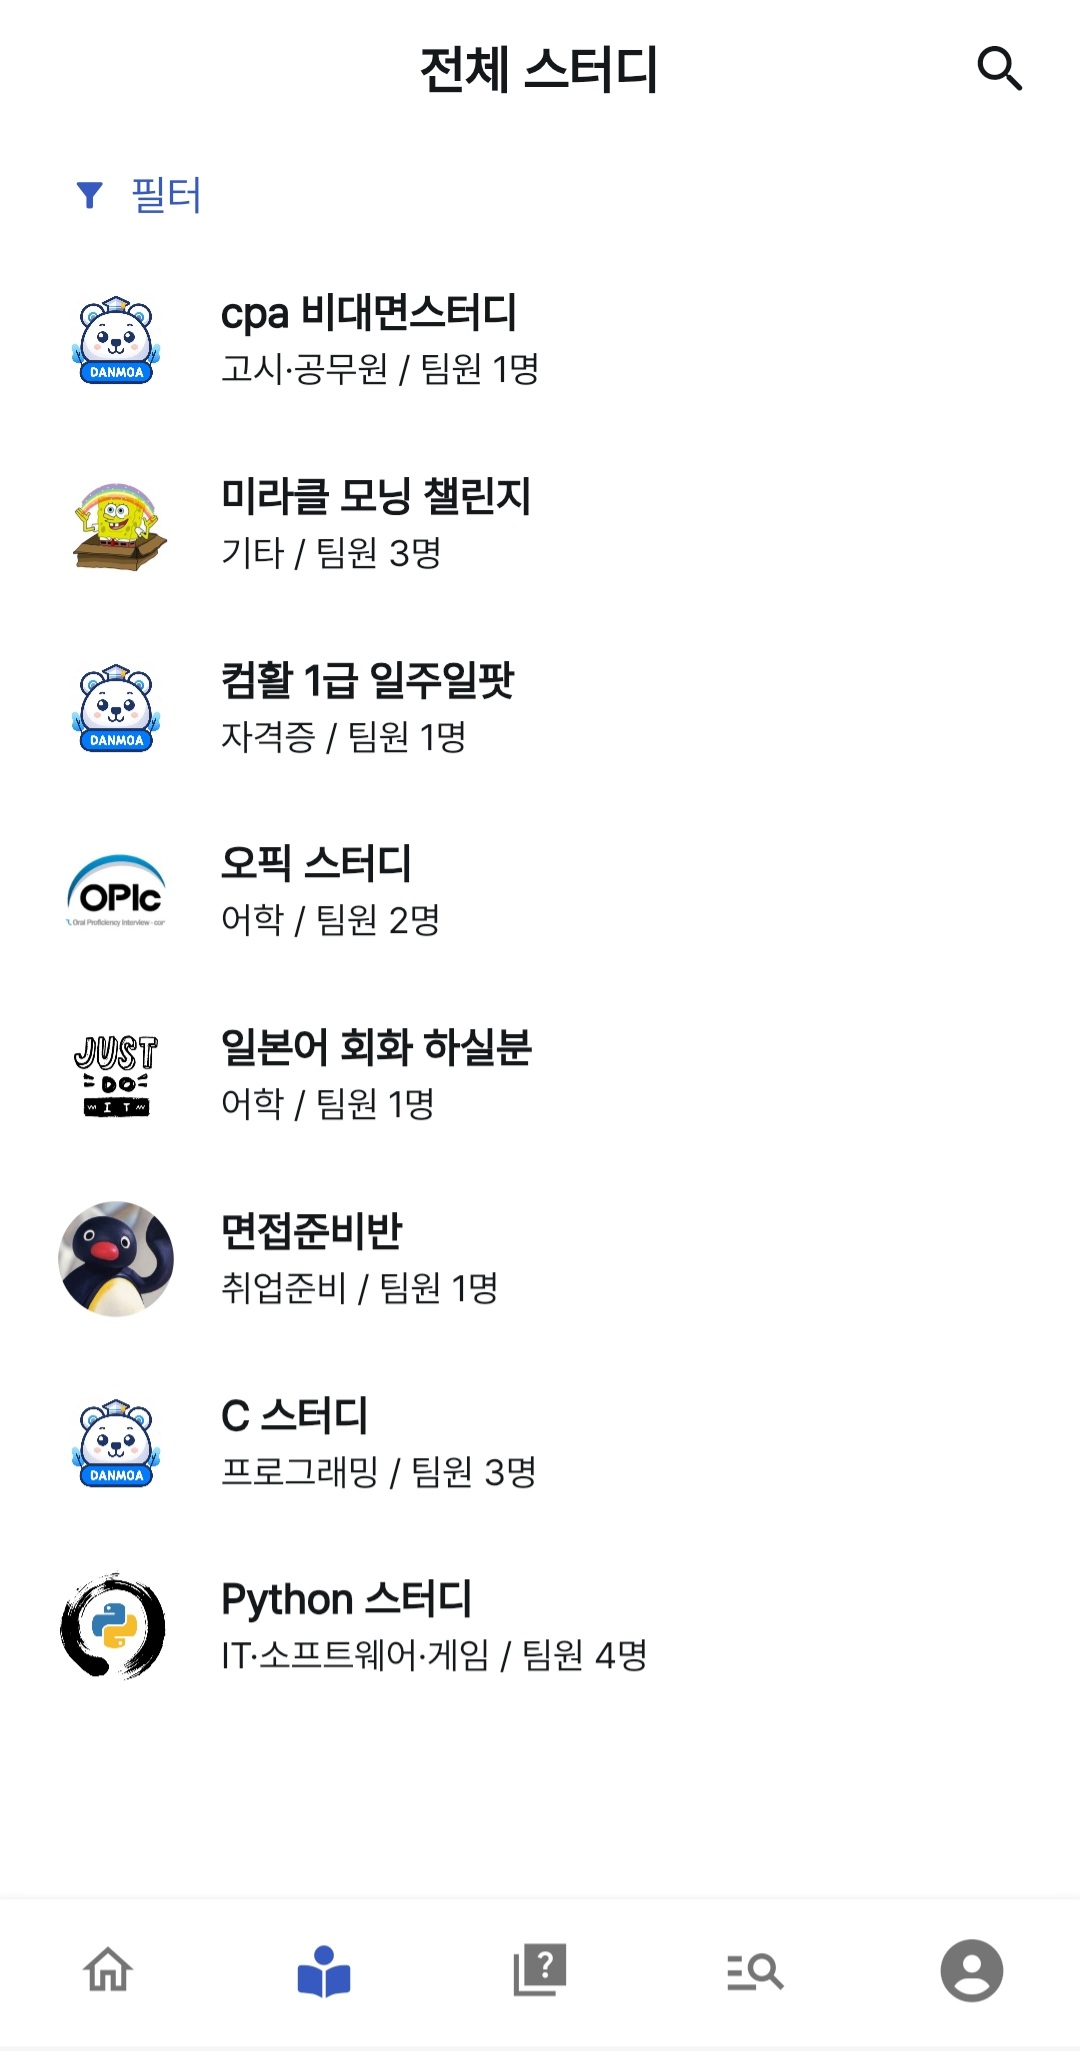 전체 스터디
필터
cpa 비대면스터디
고시·공무원 / 팀원 1명
DANMOA
미라클 모닝 챌린지
기타 / 팀원 3명
컴활 1급 일주일팟
자격증 / 팀원 1명
DANMOA
오픽 스터디
어학 / 팀원 2명
OPIc
Oral Proficiency Interview - com
일본어 회화 하실분
어학 / 팀원 1명
JUST
DO
IT
면접준비반
취업준비 / 팀원 1명
C 스터디
프로그래밍 / 팀원 3명
DANMOA
Python 스터디
IT·소프트웨어·게임 / 팀원 4명
?